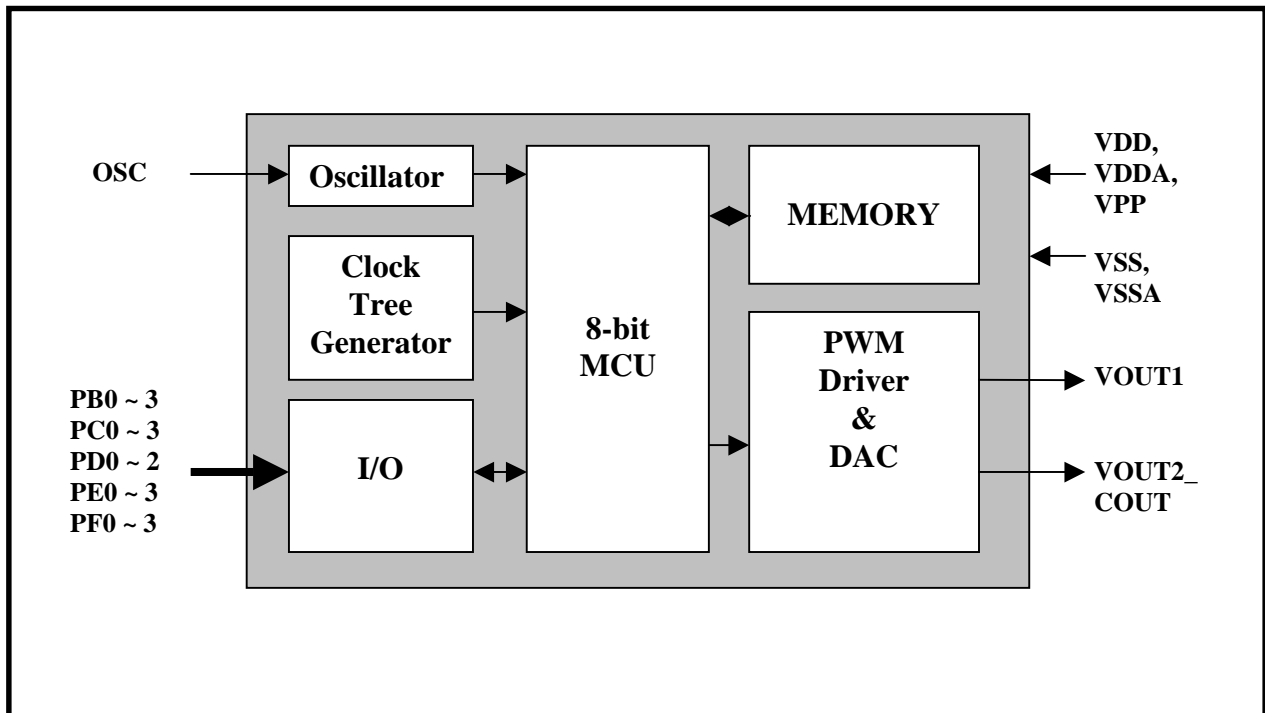 OSC
Oscillator
Clock
Tree
Generator
PB0 ~ 3
PC0 ~ 3
PD0 ~ 2
PE0 ~ 3
PF0 ~ 3
I/O
8-bit
MCU
MEMORY
PWM
Driver
&
DAC
VDD,
VDDA,
VPP
VSS,
VSSA
VOUT1
VOUT2_
COUT